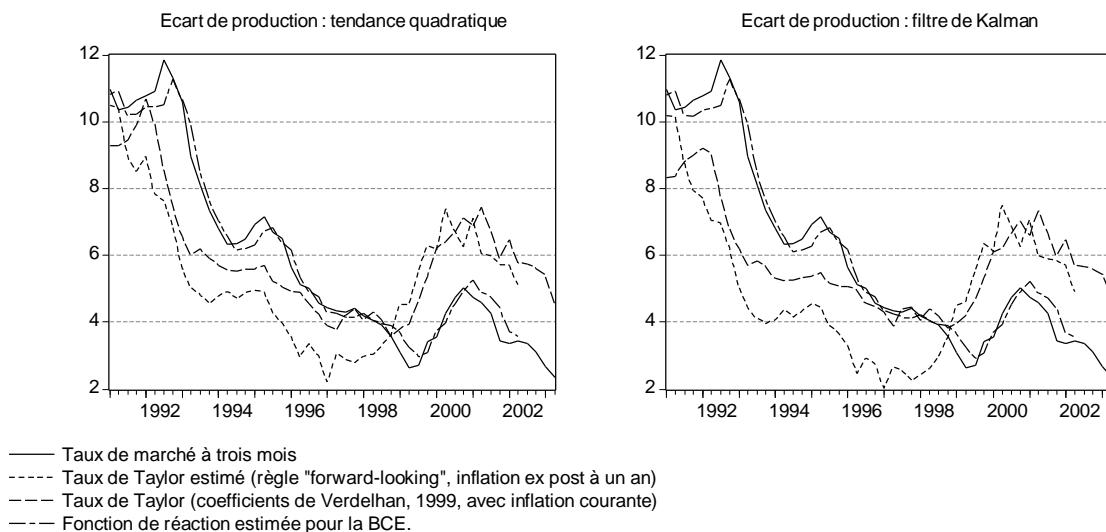 Ecart de production : tendance quadratique
12
10
8
6
4
2
1992 1994 1996 1998 2000 2002
Ecart de production : filtre de Kalman
12
10
8
6
4
2
1992 1994 1996 1998 2000 2002
Taux de marché à trois mois
Taux de Taylor estimé (règle "forward-looking", inflation ex post à un an)
Taux de Taylor (coefficients de Verdelhan, 1999, avec inflation courante)
Fonction de réaction estimée pour la BCE.